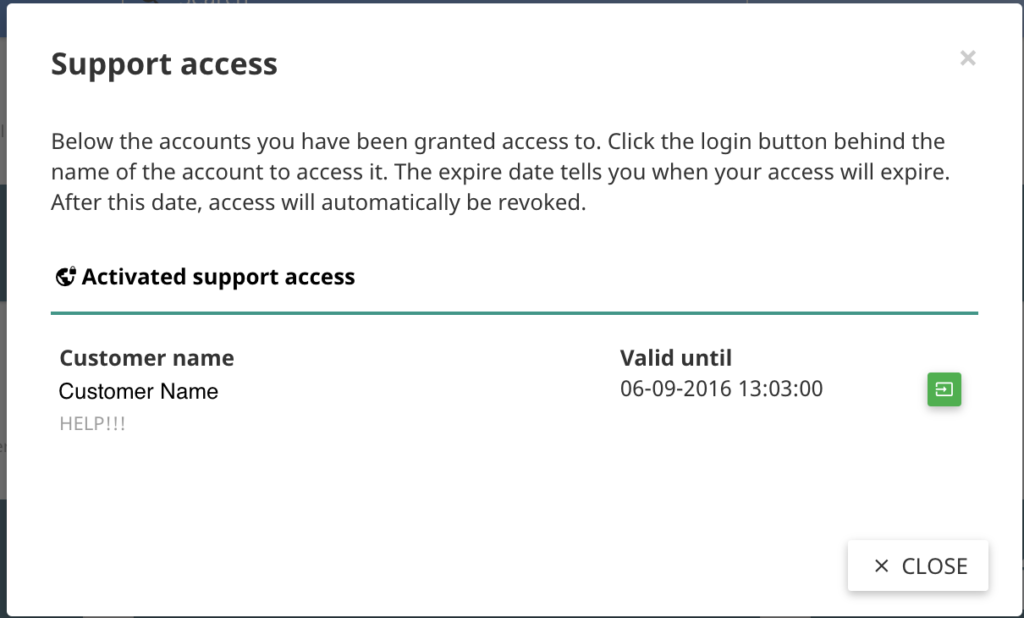 Support access
Below the accounts you have been granted access to. Click the login button behind the
name of the account to access it. The expire date tells you when your access will expire.
After this date, access will automatically be revoked.
Activated support access
Customer name
Valid until
Customer Name
06-09-2016 13:03:00
HELP!!!
CLOSE